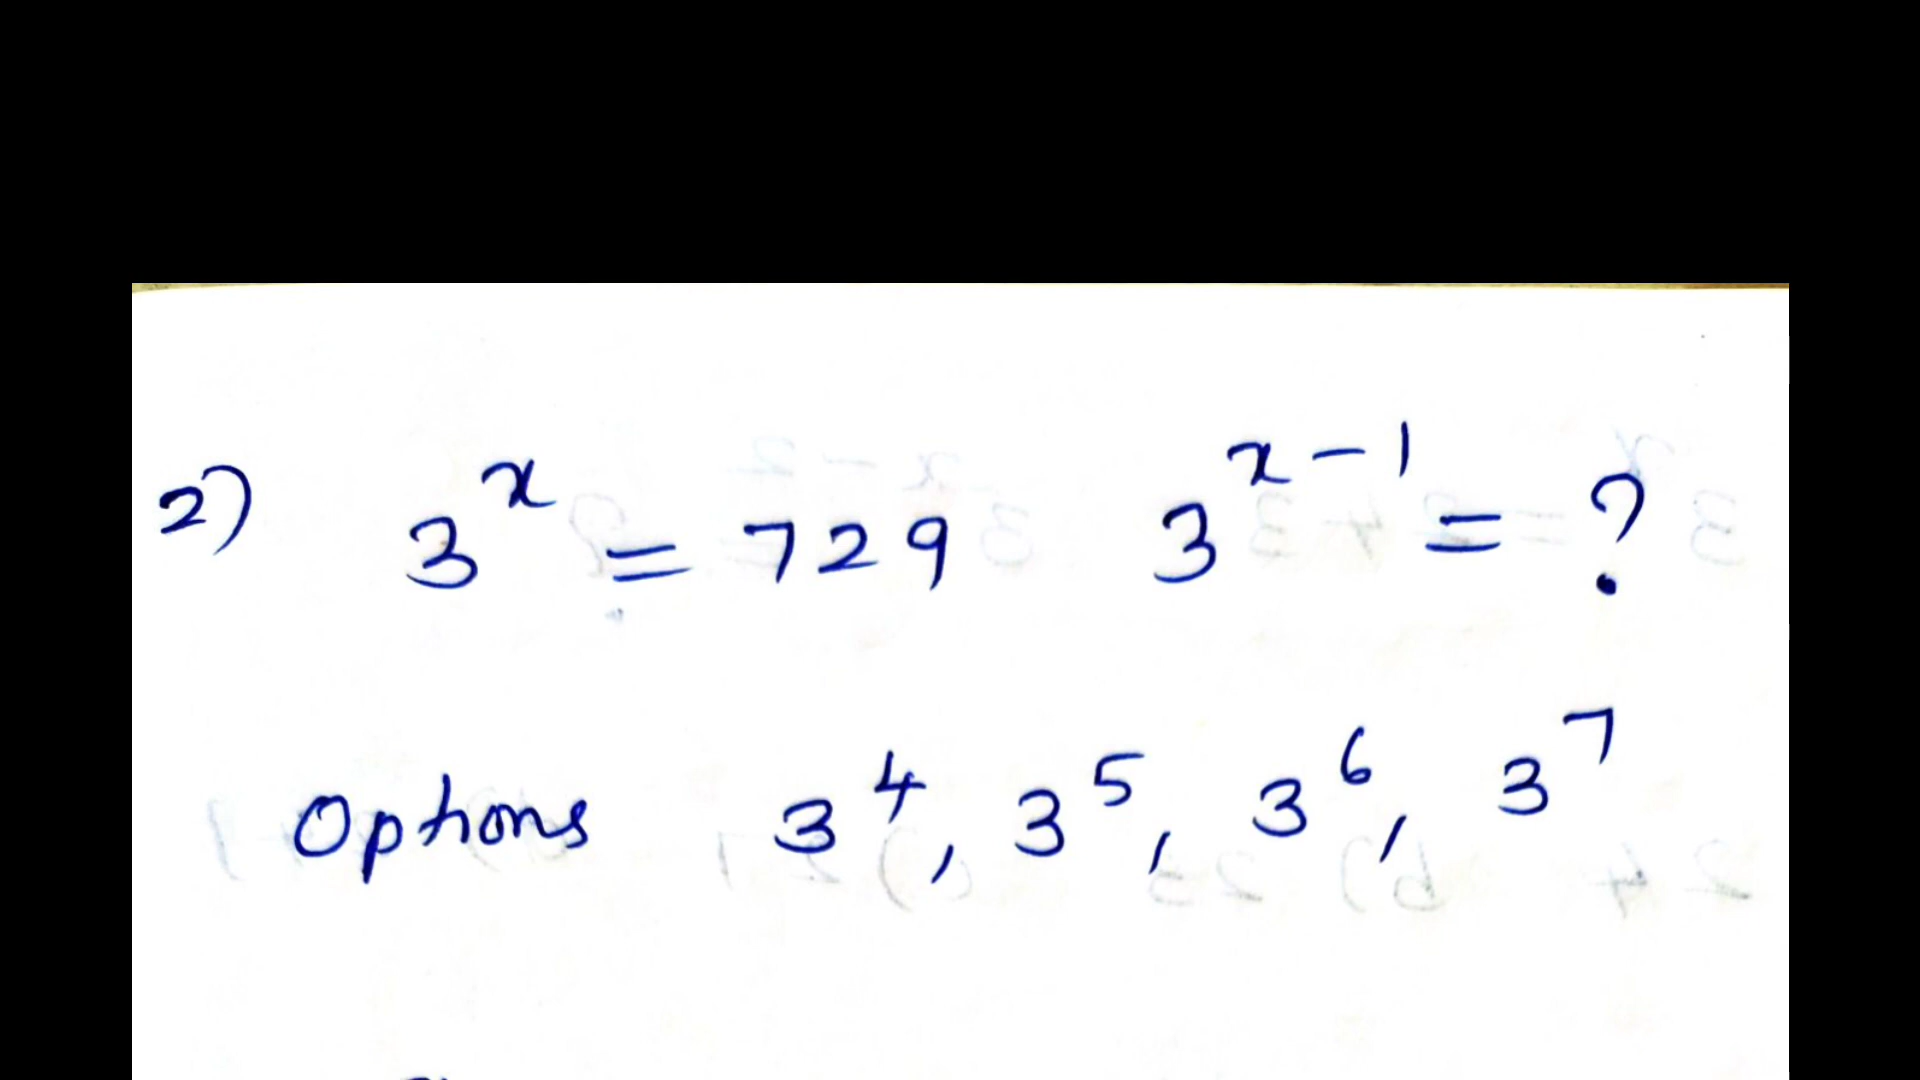 2) 3^x = 729 3^(x-1) = ?
Options 3^4, 3^5, 3^6, 3^7